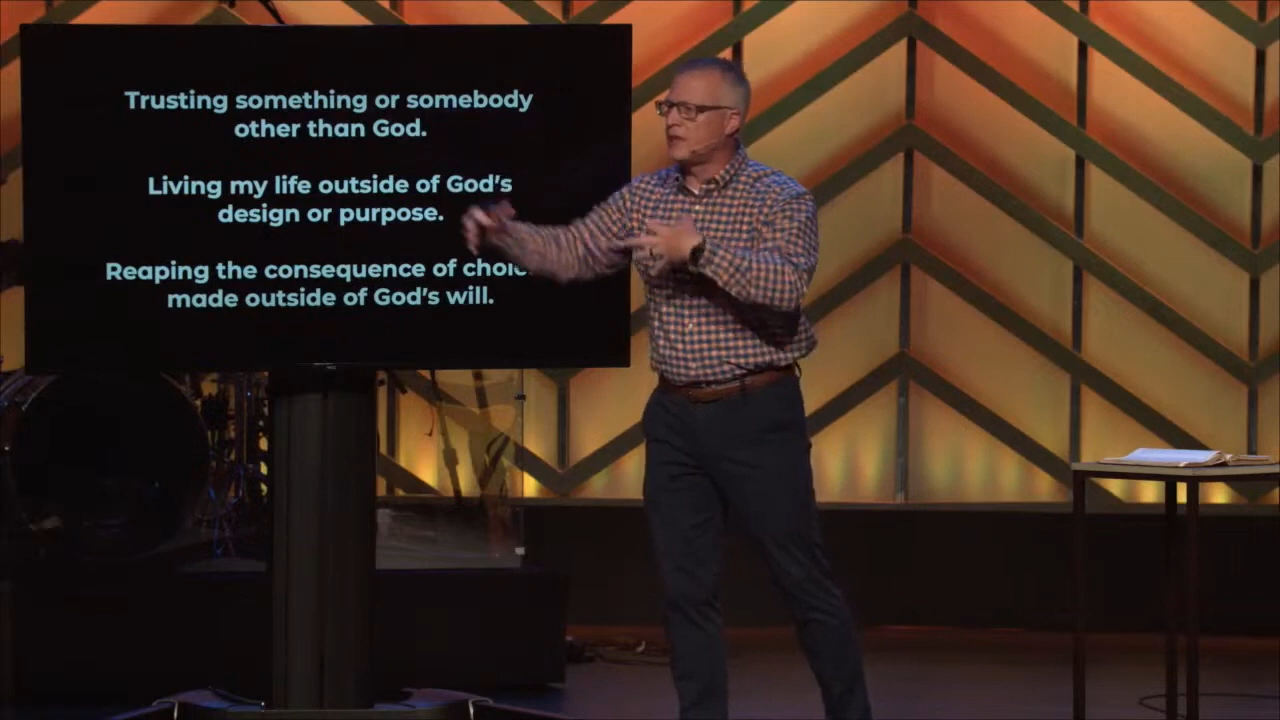 Trusting something or somebody
other than God.
Living my life outside of God's
design or purpose.
Reaping the consequence of
made outside of God's will.